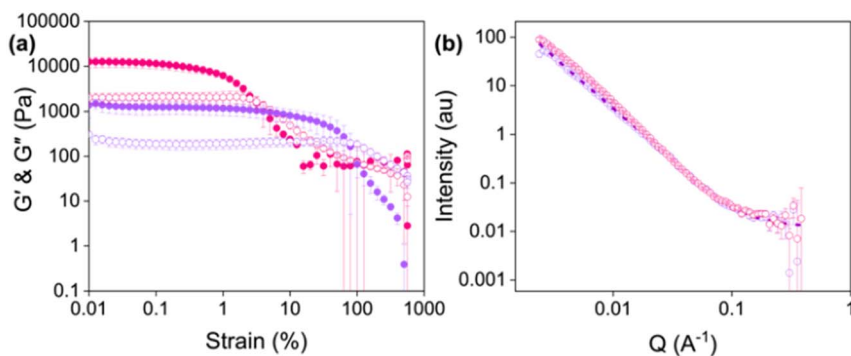 (a)
G′ & G″ (Pa)
100000
10000
1000
100
10
1
0.1
0.01 0.1 1 10 100 1000
Strain (%)
(b)
Intensity (au)
100
10
1
0.1
0.01
0.001
0.01 0.1 1
Q (A⁻¹)